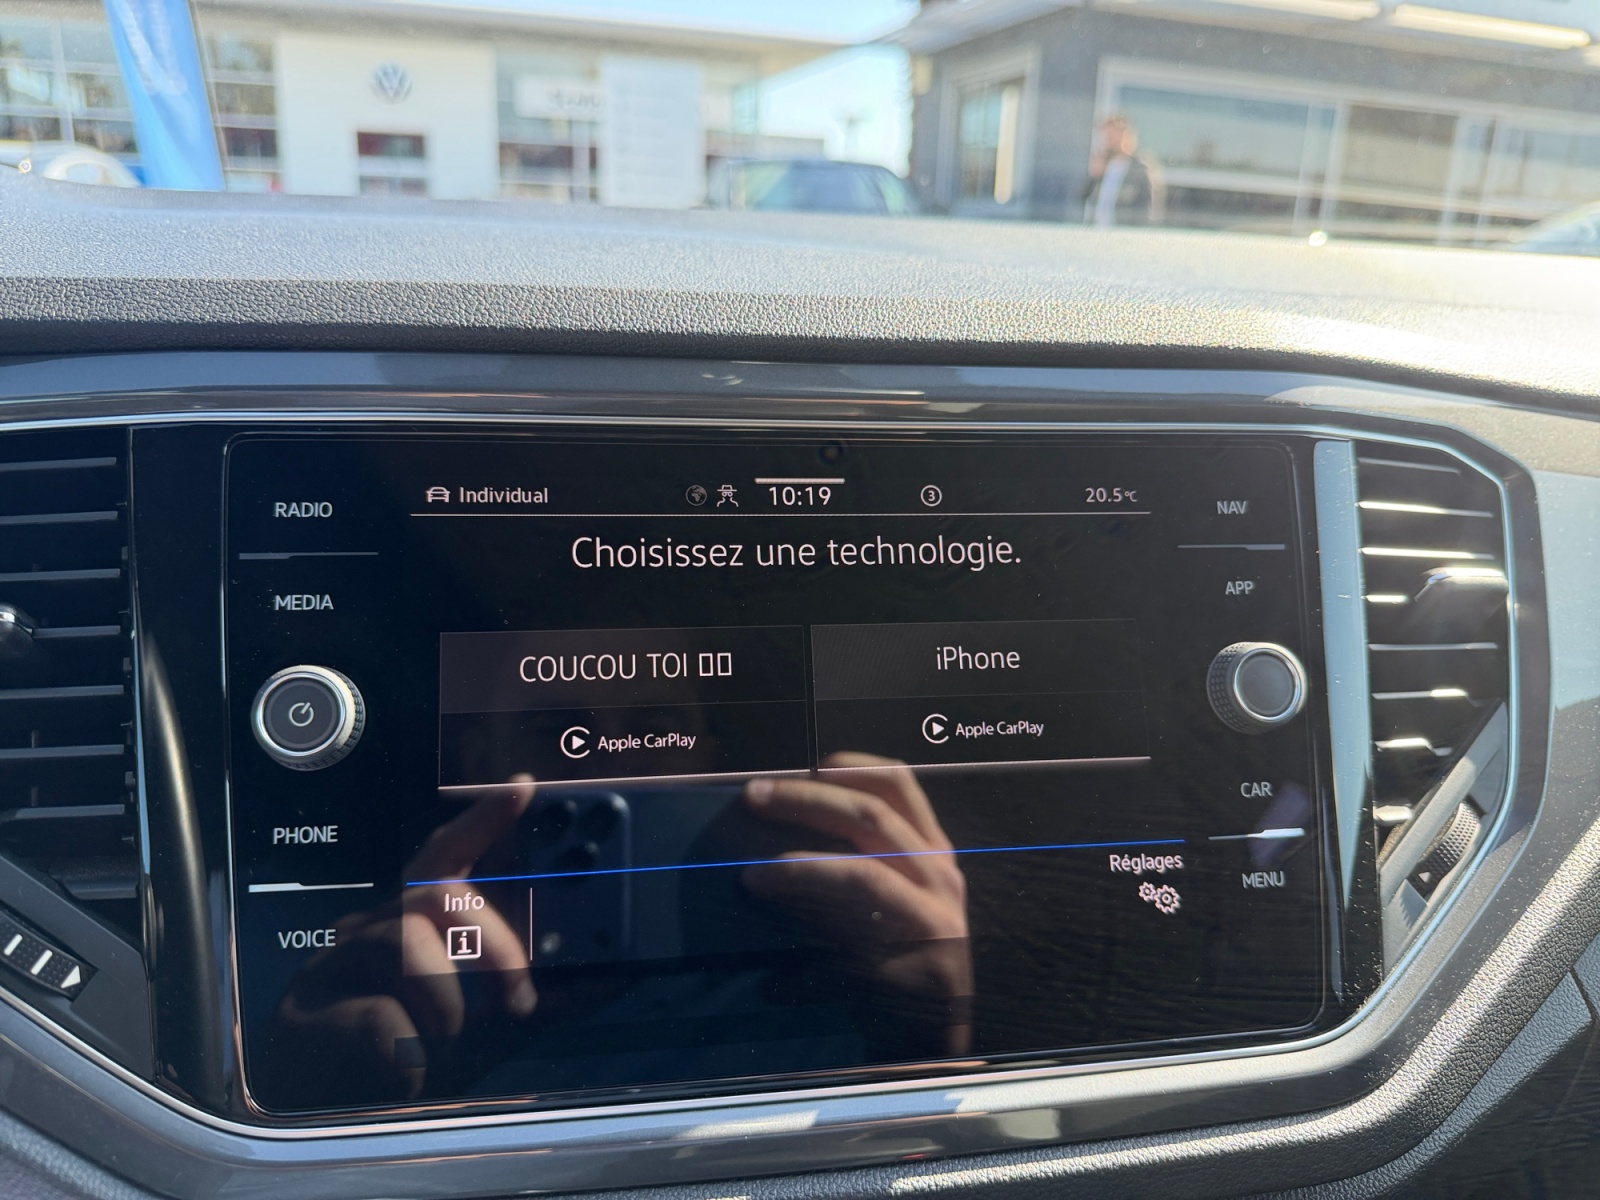 RADIO
MEDIA
PHONE
VOICE
Individual
10:19
3
20.5°C
Choisissez une technologie.
COUCOU TOI
Apple CarPlay
iPhone
Apple CarPlay
Info
i
Réglages
NAV
APP
CAR
MENU